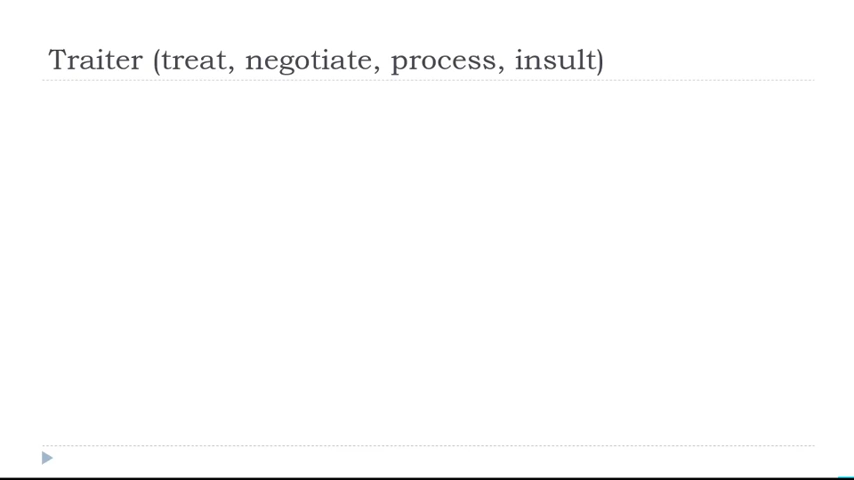 Traiter (treat, negotiate, process, insult)